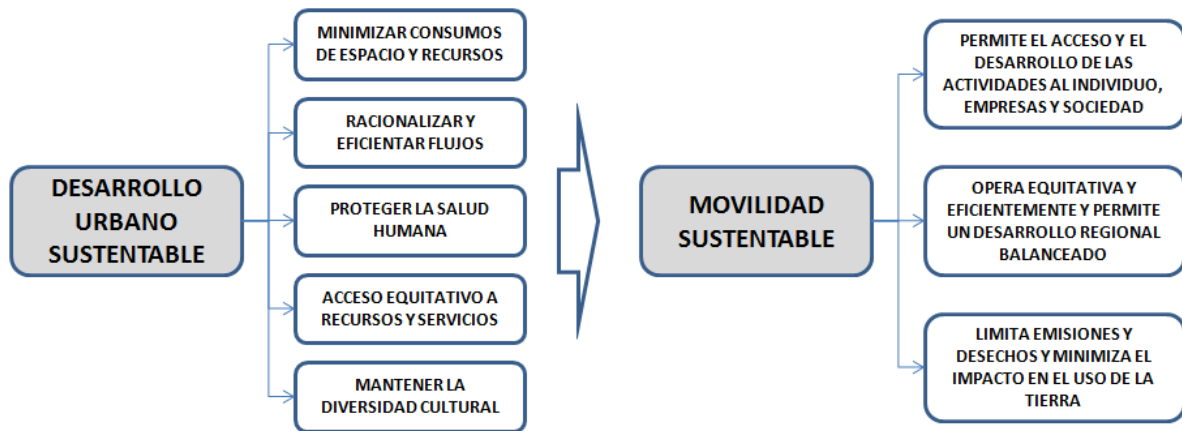 DESARROLLO
URBANO
SUSTENTABLE
MINIMIZAR CONSUMOS
DE ESPACIO Y RECURSOS
RACIONALIZAR Y
EFICIENTAR FLUJOS
PROTEGER LA SALUD
HUMANA
ACCESO EQUITATIVO A
RECURSOS Y SERVICIOS
MANTENER LA
DIVERSIDAD CULTURAL
MOVILIDAD
SUSTENTABLE
PERMITE EL ACCESO Y EL
DESARROLLO DE LAS
ACTIVIDADES AL INDIVIDUO,
EMPRESAS Y SOCIEDAD
OPERA EQUITATIVA Y
EFICIENTEMENTE Y PERMITE
UN DESARROLLO REGIONAL
BALANCEADO
LIMITA EMISIONES Y
DESECHOS Y MINIMIZA EL
IMPACTO EN EL USO DE LA
TIERRA